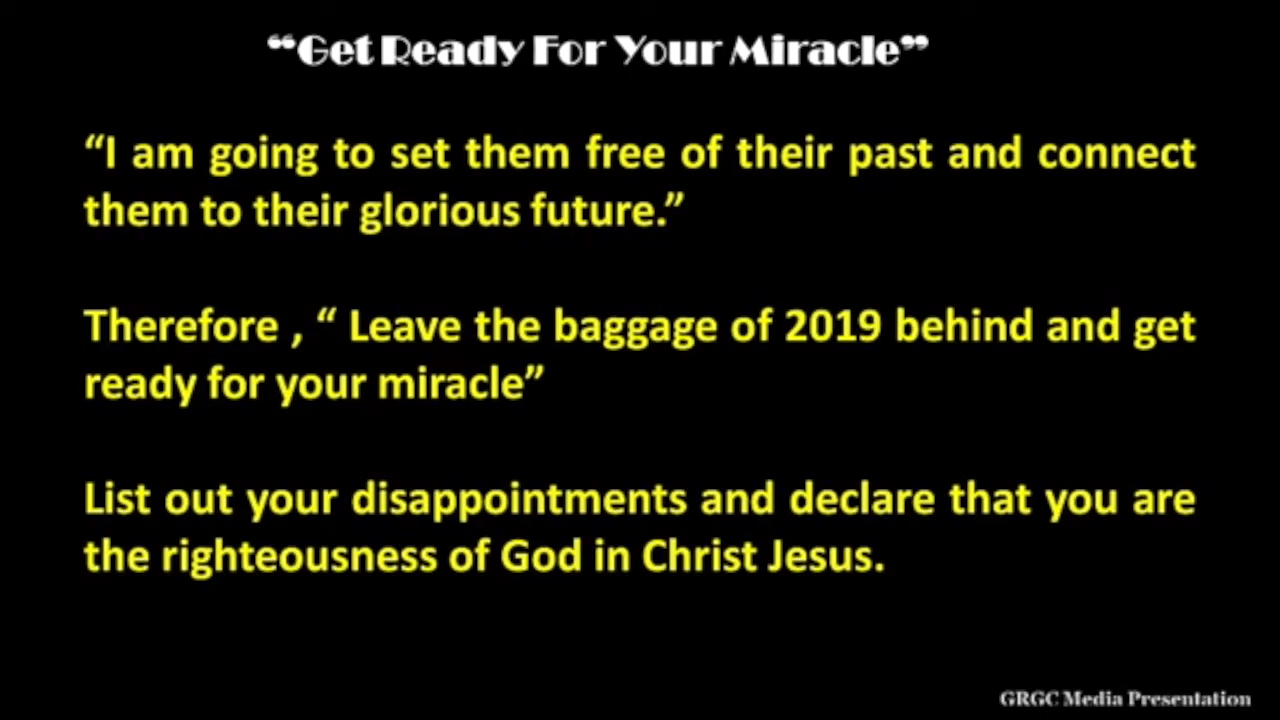 “Get Ready For Your Miracle”
“I am going to set them free of their past and connect
them to their glorious future.”
Therefore , “ Leave the baggage of 2019 behind and get
ready for your miracle”
List out your disappointments and declare that you are
the righteousness of God in Christ Jesus.
GRGC Media Presentation